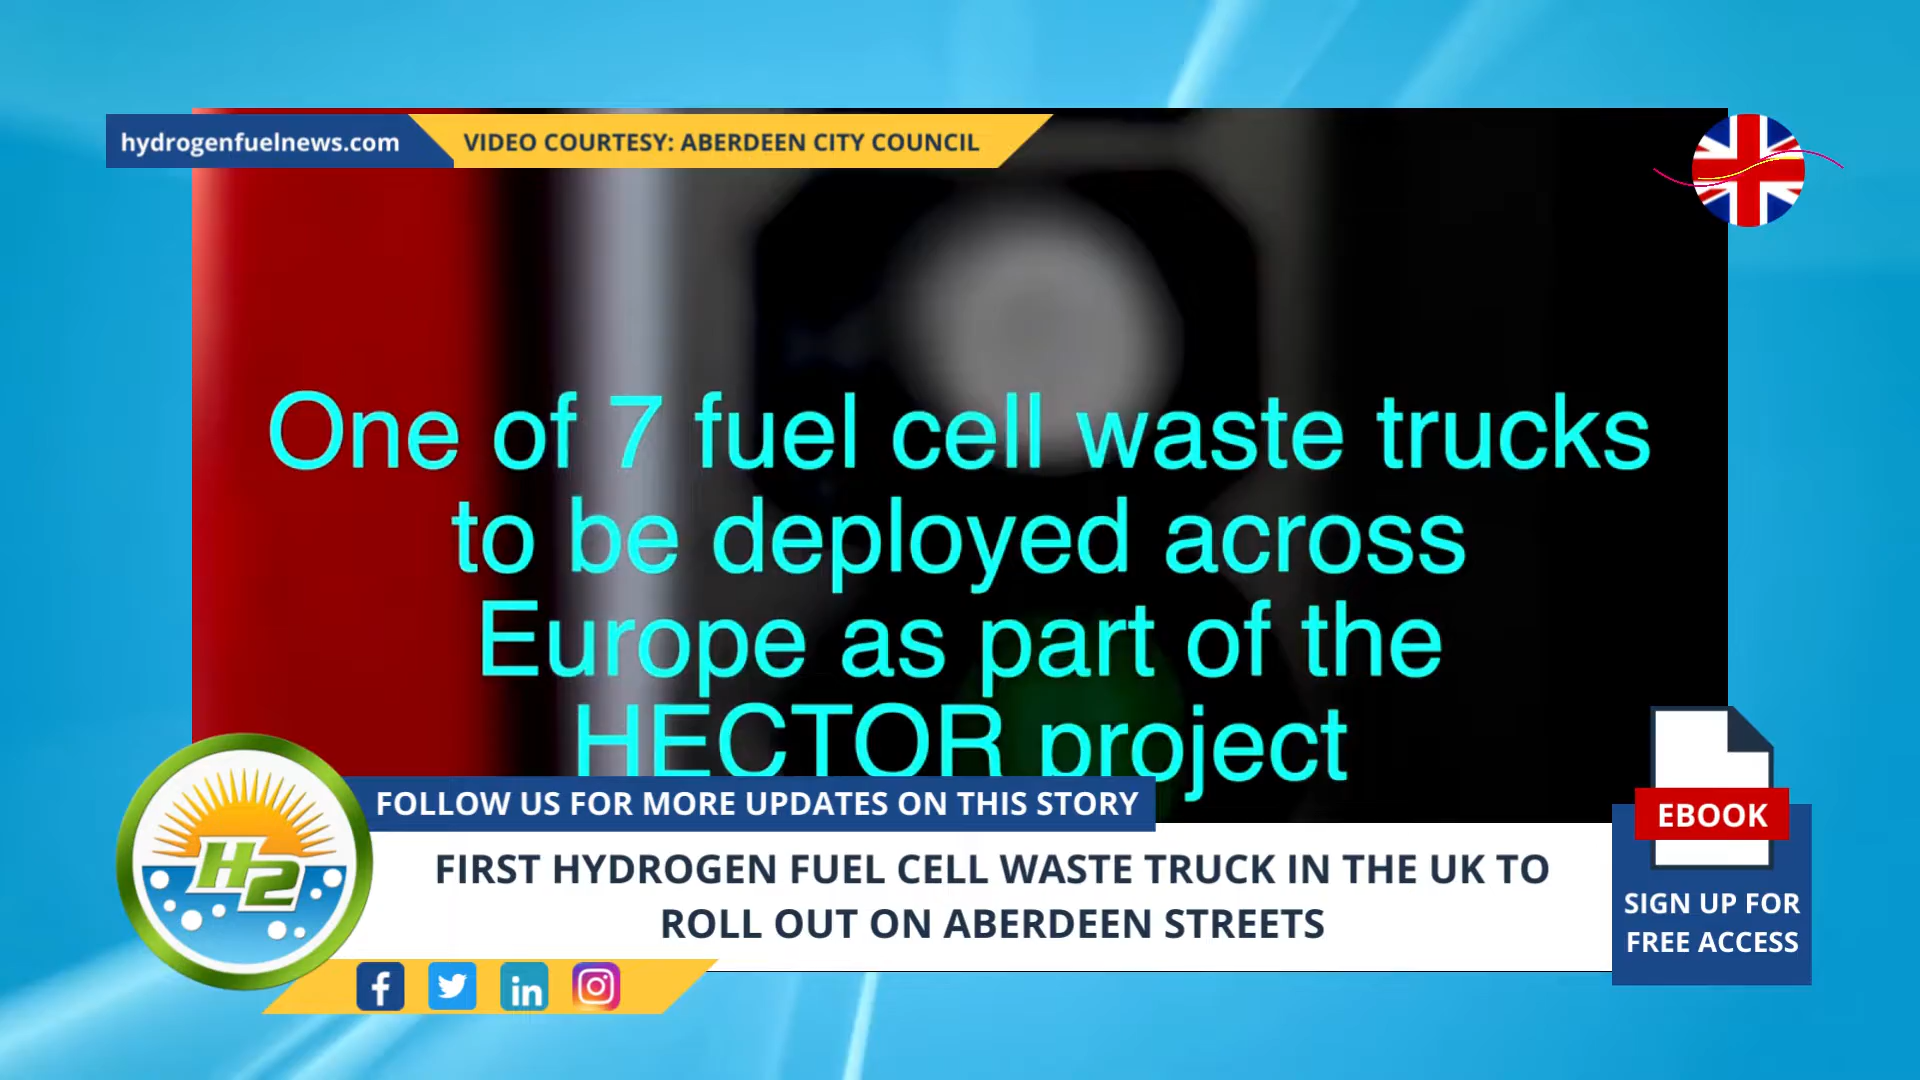 hydrogenfuelnews.com
VIDEO COURTESY: ABERDEEN CITY COUNCIL
One of 7 fuel cell waste trucks
to be deployed across
Europe as part of the
HECTOR project
FOLLOW US FOR MORE UPDATES ON THIS STORY
FIRST HYDROGEN FUEL CELL WASTE TRUCK IN THE UK TO
ROLL OUT ON ABERDEEN STREETS
H2
EBOOK
SIGN UP FOR
FREE ACCESS
f
in